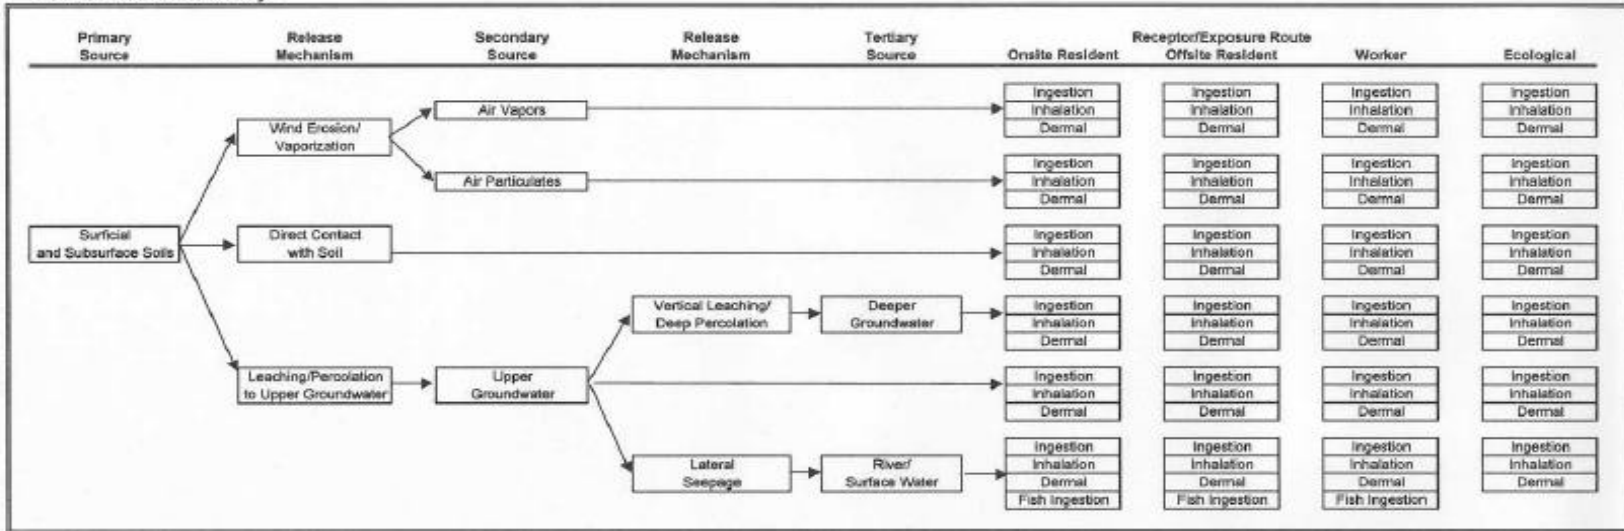 Primary Source
Release Mechanism
Secondary Source
Release Mechanism
Tertiary Source
Receptor/Exposure Route
Onsite Resident
Offsite Resident
Worker
Ecological
Surficial
and Subsurface Soils
Wind Erosion/
Vaporization
Air Vapors
Ingestion Ingestion Ingestion Ingestion
Inhalation Inhalation Inhalation Inhalation
Dermal Dermal Dermal Dermal
Air Particulates
Ingestion Ingestion Ingestion Ingestion
Inhalation Inhalation Inhalation Inhalation
Dermal Dermal Dermal Dermal
Direct Contact
with Soil
Ingestion Ingestion Ingestion Ingestion
Inhalation Inhalation Inhalation Inhalation
Dermal Dermal Dermal Dermal
Leaching/Percolation
to Upper Groundwater
Upper
Groundwater
Vertical Leaching/
Deep Percolation
Deeper
Groundwater
Ingestion Ingestion Ingestion Ingestion
Inhalation Inhalation Inhalation Inhalation
Dermal Dermal Dermal Dermal
Ingestion Ingestion Ingestion Ingestion
Inhalation Inhalation Inhalation Inhalation
Dermal Dermal Dermal Dermal
Lateral
Seepage
River/
Surface Water
Ingestion Ingestion Ingestion Ingestion
Inhalation Inhalation Inhalation Inhalation
Dermal Dermal Dermal Dermal
Fish Ingestion Fish Ingestion Fish Ingestion